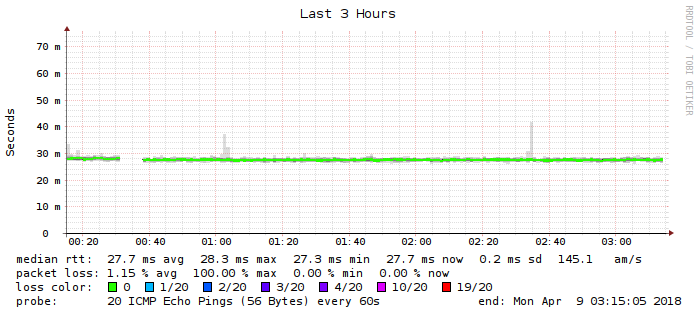 Last 3 Hours
RRDTOOL / TOBI OETIKER
Seconds
70 m
60 m
50 m
40 m
30 m
20 m
10 m
0
00:20 00:40 01:00 01:20 01:40 02:00 02:20 02:40 03:00
median rtt: 27.7 ms avg 28.3 ms max 27.3 ms min 27.7 ms now 0.2 ms sd 145.1 am/s
packet loss: 1.15 % avg 100.00 % max 0.00 % min 0.00 % now
loss color: 0 1/20 2/20 3/20 4/20 10/20 19/20
probe: 20 ICMP Echo Pings (56 Bytes) every 60s end: Mon Apr 9 03:15:05 2018